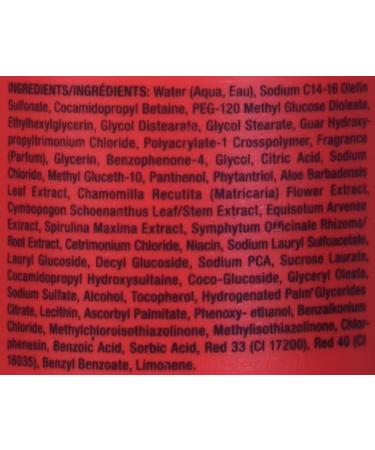 INGREDIENTS/INGRÉDIENTS: Water (Aqua, Eau), Sodium C14-16 Olefin
Sulfonate, Cocamidopropyl Betaine, PEG-120 Methyl Glucose Dioleate,
Ethylhexylglycerin, Glycol Distearate, Glycol Stearate, Guar Hydroxy-
propyltrimonium Chloride, Polyacrylate-1 Crosspolymer, Fragrance
(Parfum), Glycerin, Benzophenone-4, Glycol, Citric Acid, Sodium
Chloride, Methyl Gluceth-10, Panthenol, Phytantriol, Aloe Barbadensis
Leaf Extract, Chamomilla Recutita (Matricaria) Flower Extract,
Cymbopogon Schoenanthus Leaf/Stem Extract, Equisetum Arvense
Extract, Spirulina Maxima Extract, Symphytum Officinale Rhizome/
Root Extract, Cetrimonium Chloride, Niacin, Sodium Lauryl Sulfoacetate,
Lauryl Glucoside, Decyl Glucoside, Sodium PCA, Sucrose Laurate,
Cocamidopropyl Hydroxysultaine, Coco-Glucoside, Glyceryl Oleate,
Sodium Sulfate, Alcohol, Tocopherol, Hydrogenated Palm Glycerides
Citrate, Lecithin, Ascorbyl Palmitate, Phenoxy- ethanol, Benzalkonium
Chloride, Methylchloroisothiazolinone, Methylisothiazolinone, Chlor-
phenesin, Benzoic Acid, Sorbic Acid, Red 33 (CI 17200), Red 40 (CI
16035), Benzyl Benzoate, Limonene.